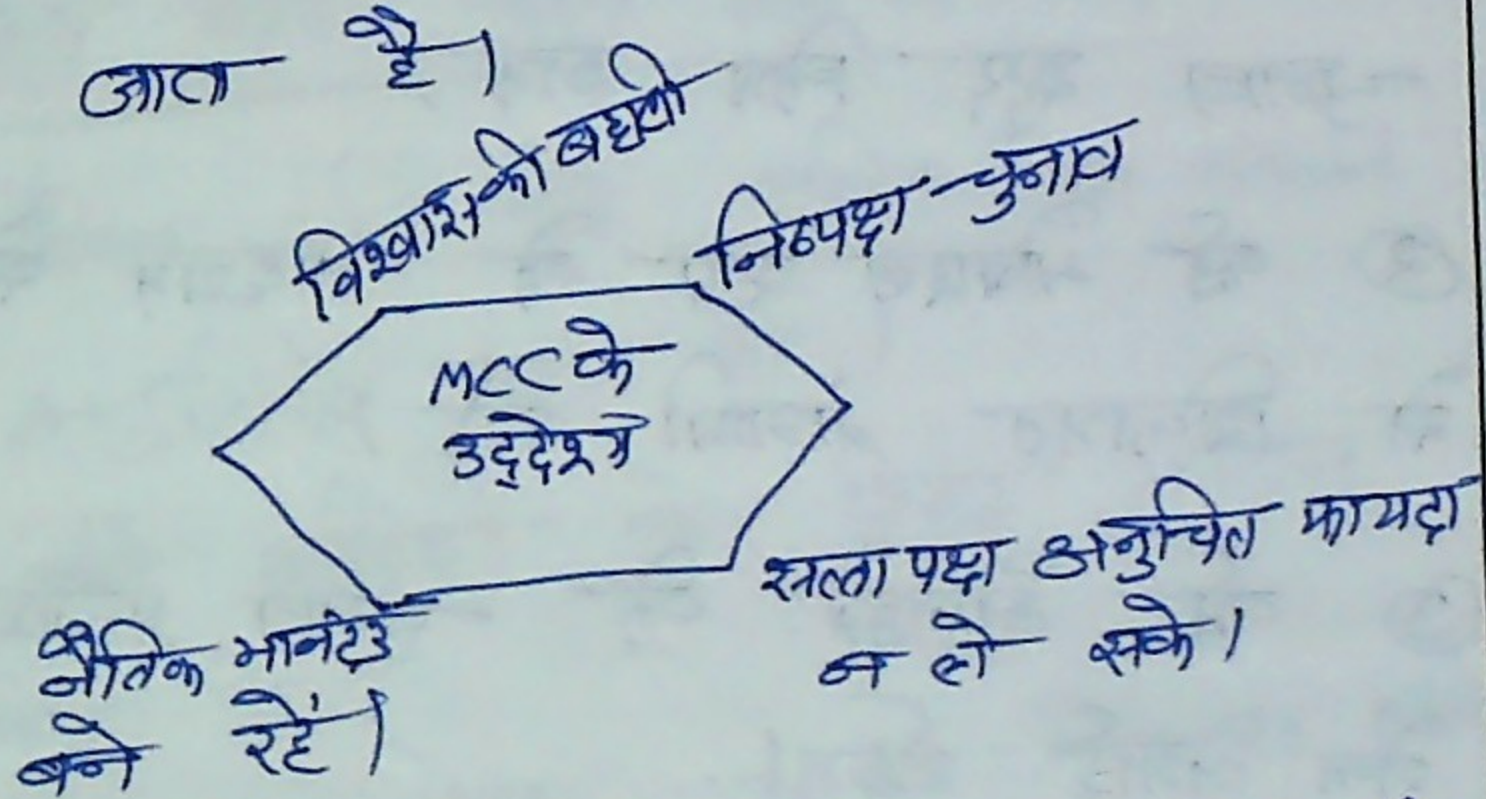 जाता है।
विश्वास को बढ़ाने
निष्पक्ष चुनाव
MCC के
उद्देश्य
सत्ता पक्ष अनुचित फायदा
न ले सके।
नैतिक मानदंड
बने रहें।